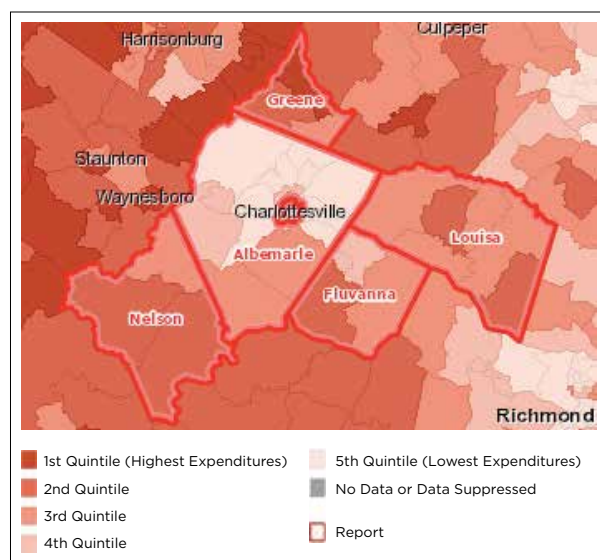 Harrisonburg
Culpeper
Greene
Staunton
Waynesboro
Charlottesville
Louisa
Albemarle
Fluvanna
Nelson
Richmond
1st Quintile (Highest Expenditures)
2nd Quintile
3rd Quintile
4th Quintile
5th Quintile (Lowest Expenditures)
No Data or Data Suppressed
Report